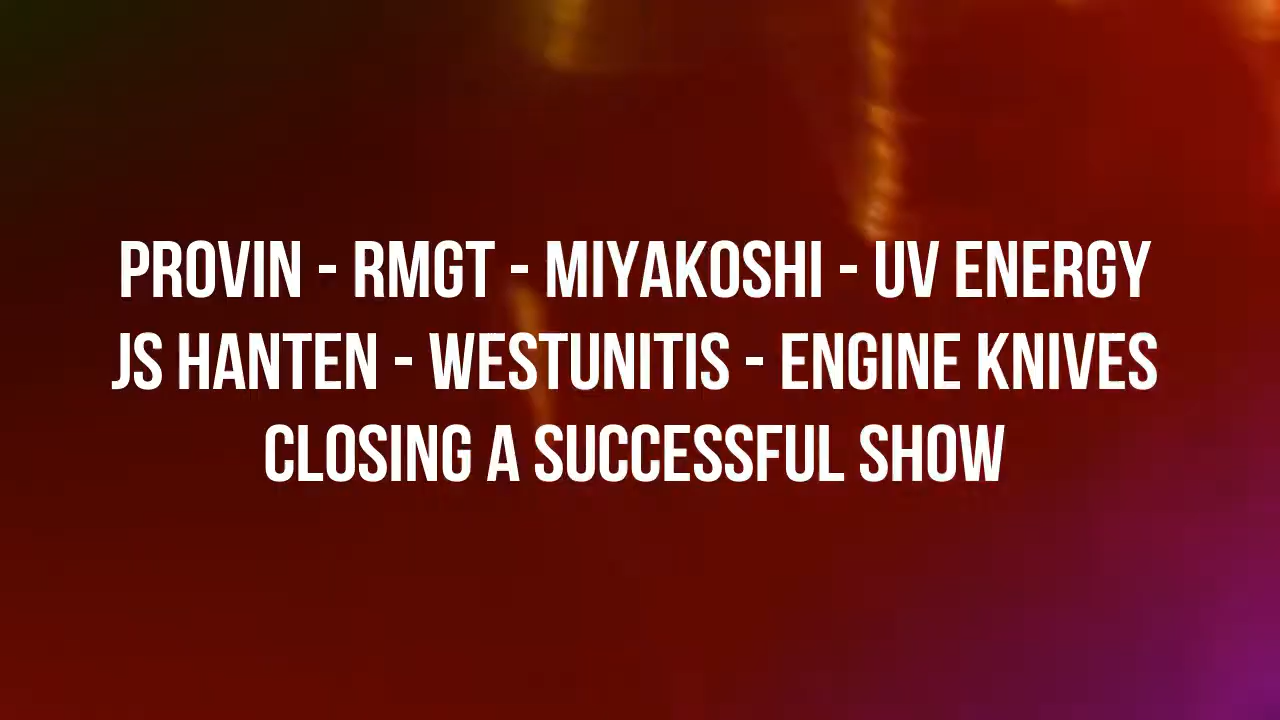 PROVIN - RMGT - MIYAKOSHI - UV ENERGY
JS HANTEN - WESTUNITIS - ENGINE KNIVES
CLOSING A SUCCESSFUL SHOW